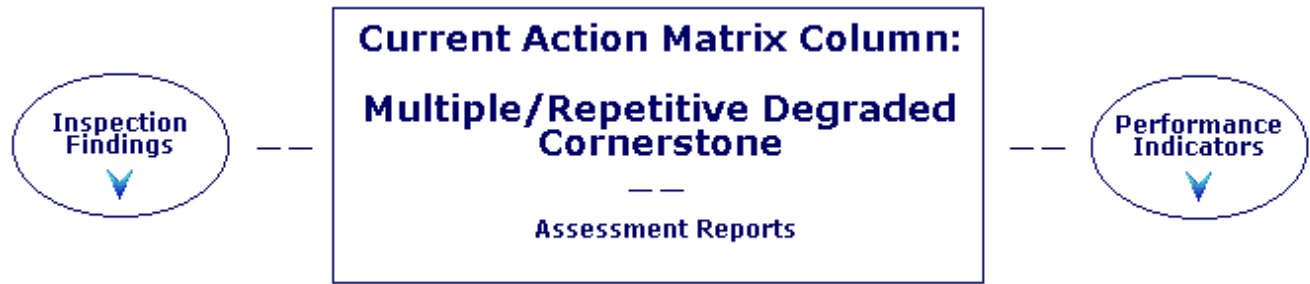 Current Action Matrix Column:
Multiple/Repetitive Degraded
Cornerstone
Assessment Reports
Inspection
Findings
Performance
Indicators